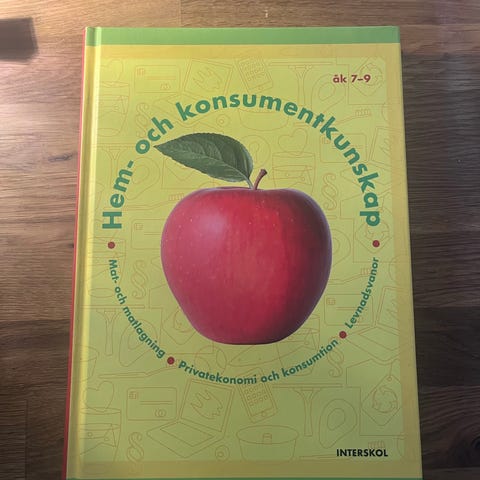 åk 7–9
Hem- och konsumentkunskap
• Mat- och matlagning • Privatekonomi och konsumtion • Levnadsvanor •
INTERSKOL